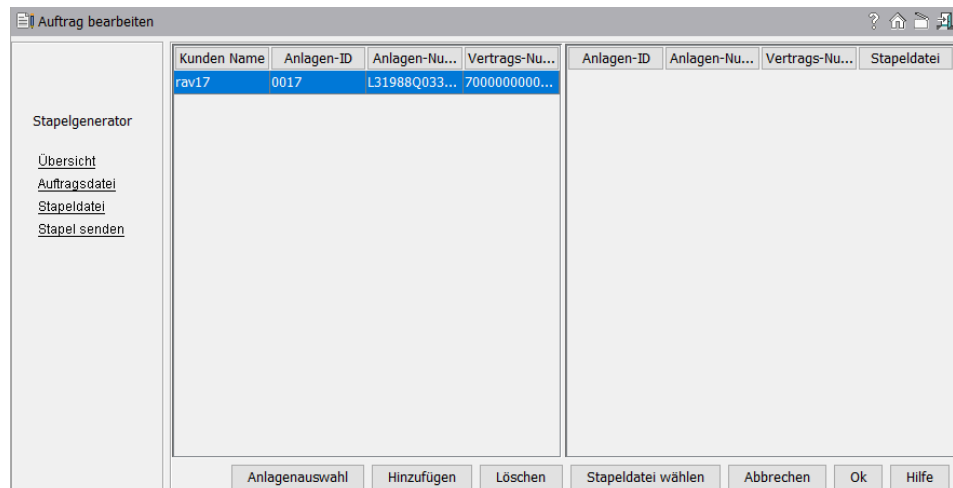 Auftrag bearbeiten
Kunden Name Anlagen-ID Anlagen-Nu... Vertrags-Nu... Anlagen-ID Anlagen-Nu... Vertrags-Nu... Stapeldatei
rav17 0017 L31988Q033... 7000000000...
Stapelgenerator
Übersicht
Auftragsdatei
Stapeldatei
Stapel senden
Anlagenauswahl Hinzufügen Löschen Stapeldatei wählen Abbrechen Ok Hilfe